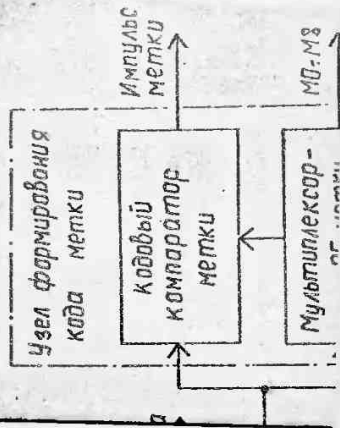 Узел формирования
кода метки
Кодовый
компаратор
метки
Импульс
метки
Мультиплексор-
М0÷М8